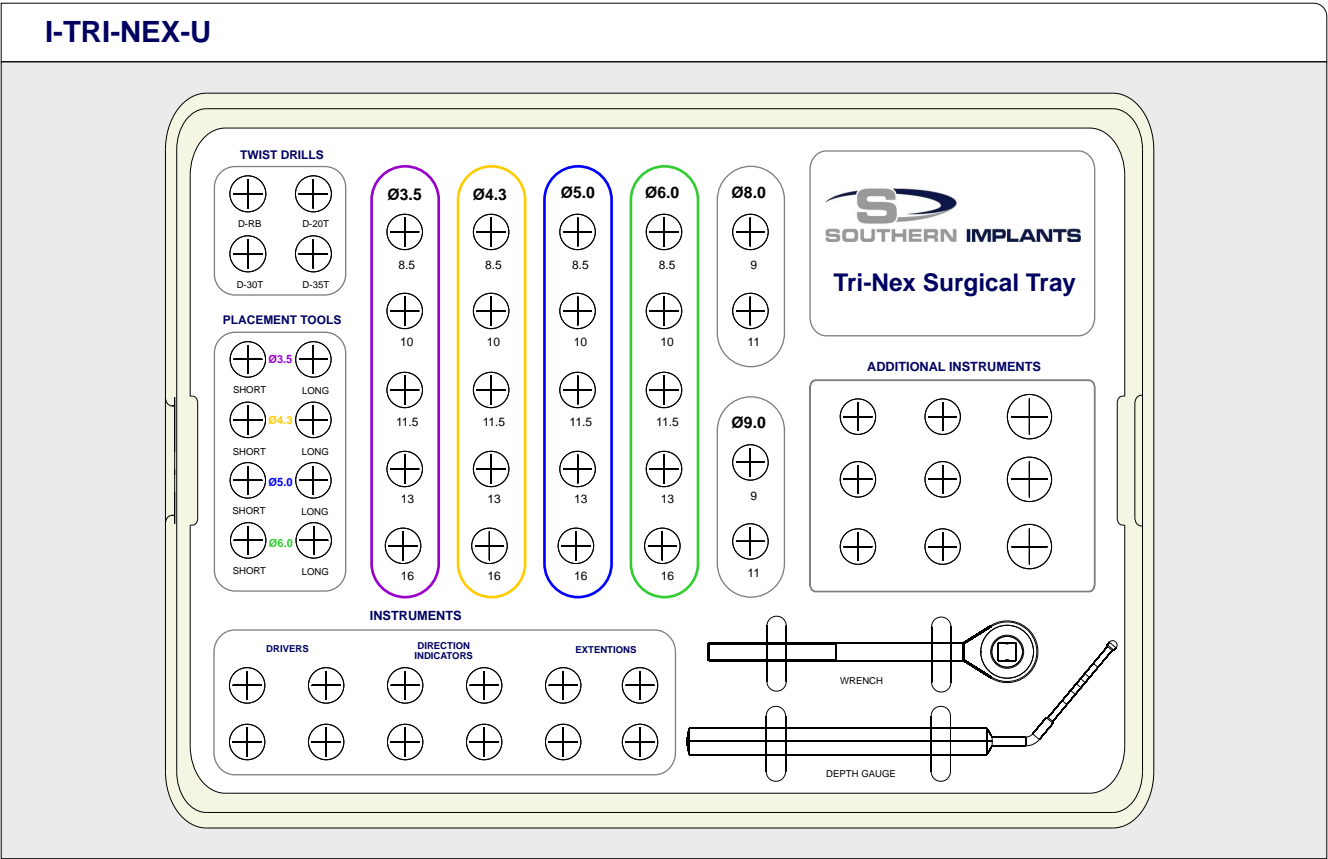 I-TRI-NEX-U
TWIST DRILLS
D-RB D-20T
D-30T D-35T
PLACEMENT TOOLS
Ø3.5
SHORT LONG
Ø4.3
SHORT LONG
Ø5.0
SHORT LONG
Ø6.0
SHORT LONG
Ø3.5
8.5
10
11.5
13
16
Ø4.3
8.5
10
11.5
13
16
Ø5.0
8.5
10
11.5
13
16
Ø6.0
8.5
10
11.5
13
16
Ø8.0
9
11
Ø9.0
9
11
S
SOUTHERN IMPLANTS
Tri-Nex Surgical Tray
ADDITIONAL INSTRUMENTS
INSTRUMENTS
DRIVERS
DIRECTION
INDICATORS
EXTENTIONS
WRENCH
DEPTH GAUGE